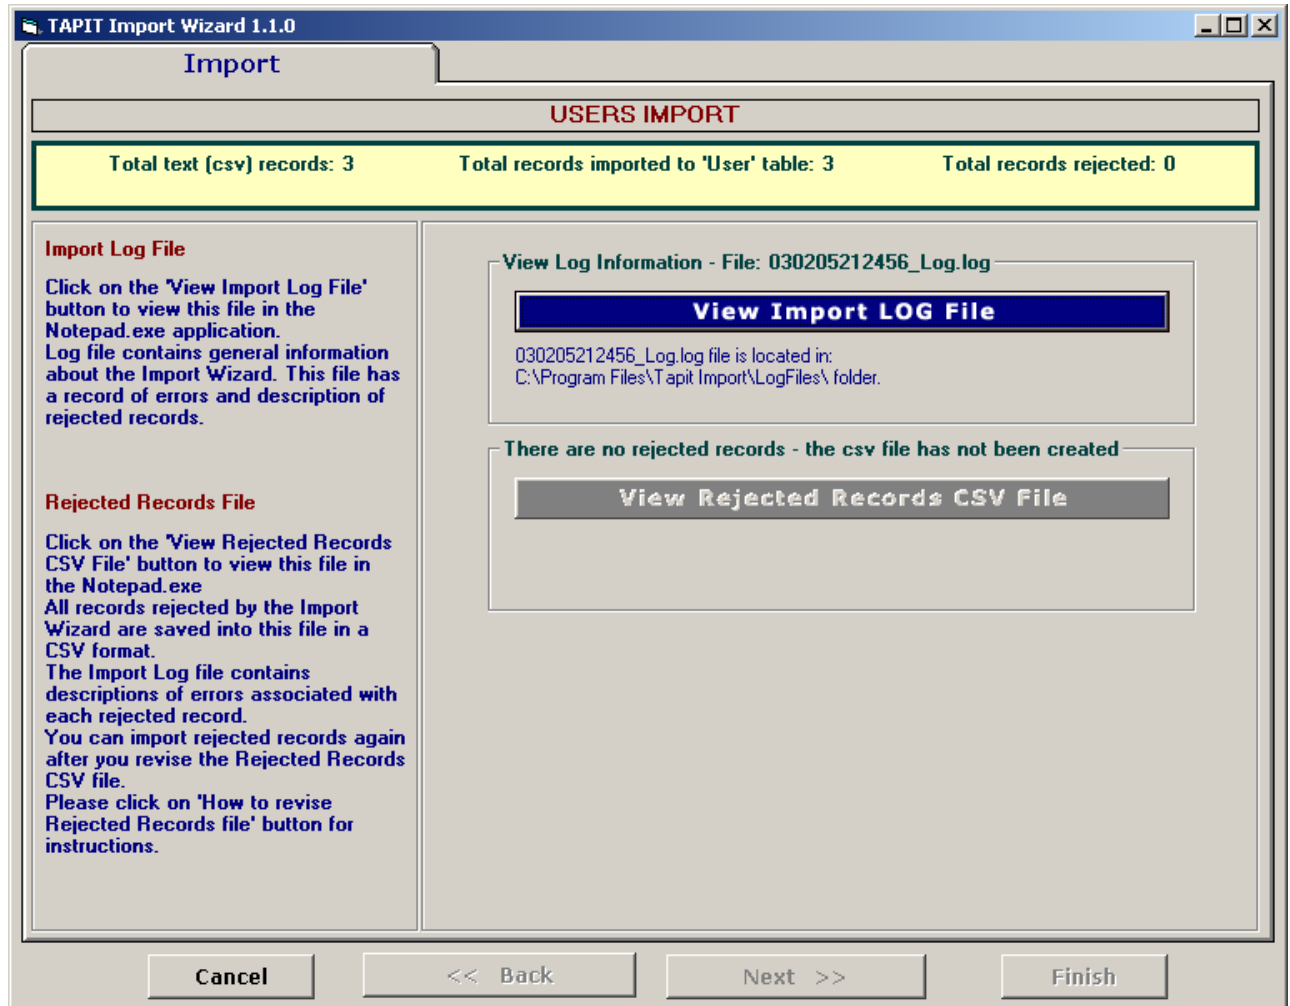 TAPIT Import Wizard 1.1.0
Import
USERS IMPORT
Total text (csv) records: 3 Total records imported to 'User' table: 3 Total records rejected: 0
Import Log File
Click on the 'View Import Log File'
button to view this file in the
Notepad.exe application.
Log file contains general information
about the Import Wizard. This file has
a record of errors and description of
rejected records.
Rejected Records File
Click on the 'View Rejected Records
CSV File' button to view this file in
the Notepad.exe
All records rejected by the Import
Wizard are saved into this file in a
CSV format.
The Import Log file contains
descriptions of errors associated with
each rejected record.
You can import rejected records again
after you revise the Rejected Records
CSV file.
Please click on 'How to revise
Rejected Records file' button for
instructions.
View Log Information - File: 030205212456_Log.log
View Import LOG File
030205212456_Log.log file is located in:
C:\Program Files\Tapit Import\LogFiles\ folder.
There are no rejected records - the csv file has not been created
View Rejected Records CSV File
Cancel << Back Next >> Finish